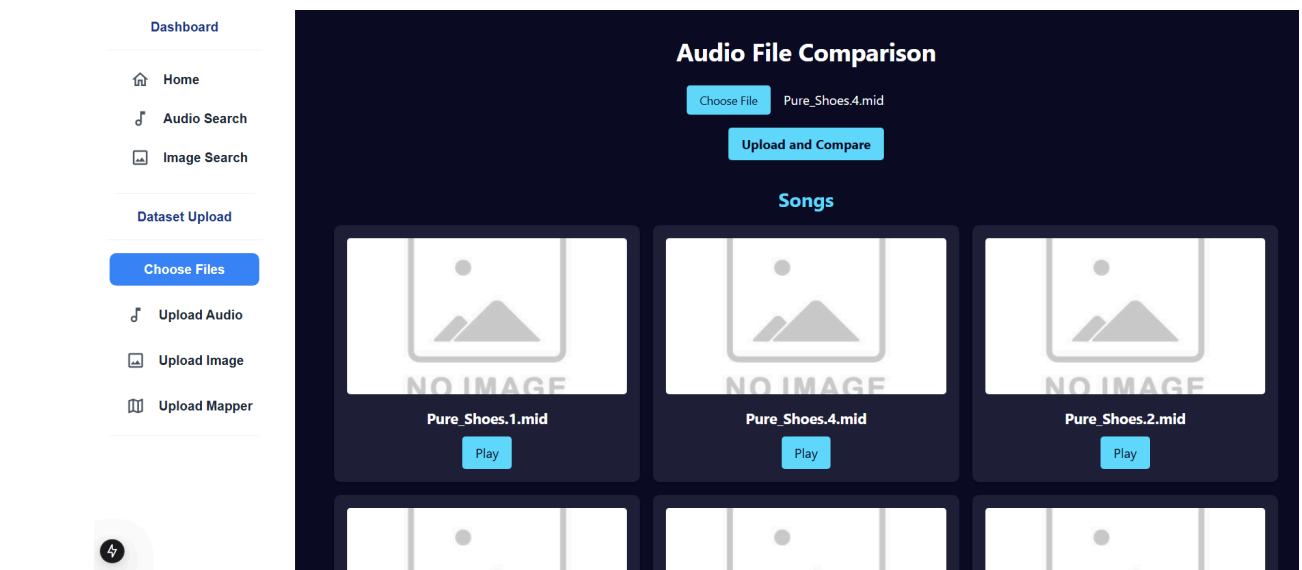 Dashboard
Home
Audio Search
Image Search
Dataset Upload
Choose Files
Upload Audio
Upload Image
Upload Mapper
Audio File Comparison
Choose File Pure_Shoes.4.mid
Upload and Compare
Songs
NO IMAGE NO IMAGE NO IMAGE
Pure_Shoes.1.mid Pure_Shoes.4.mid Pure_Shoes.2.mid
Play Play Play